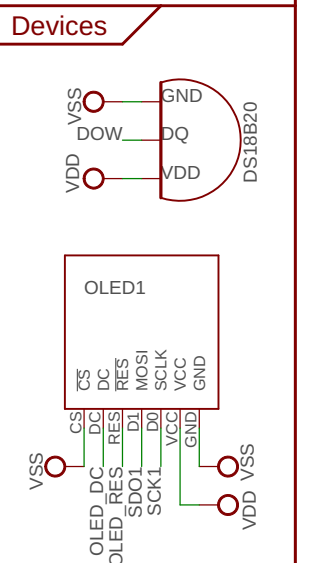 Devices
VSS
GND
DOW
DQ
VDD
VDD
DS18B20
OLED1
CS
DC
RES
MOSI
SCLK
VCC
GND
CS
DC
RES
D1
D0
VCC
GND
VSS
OLED_DC
OLED_RES
SDO1
SCK1
VSS
VDD